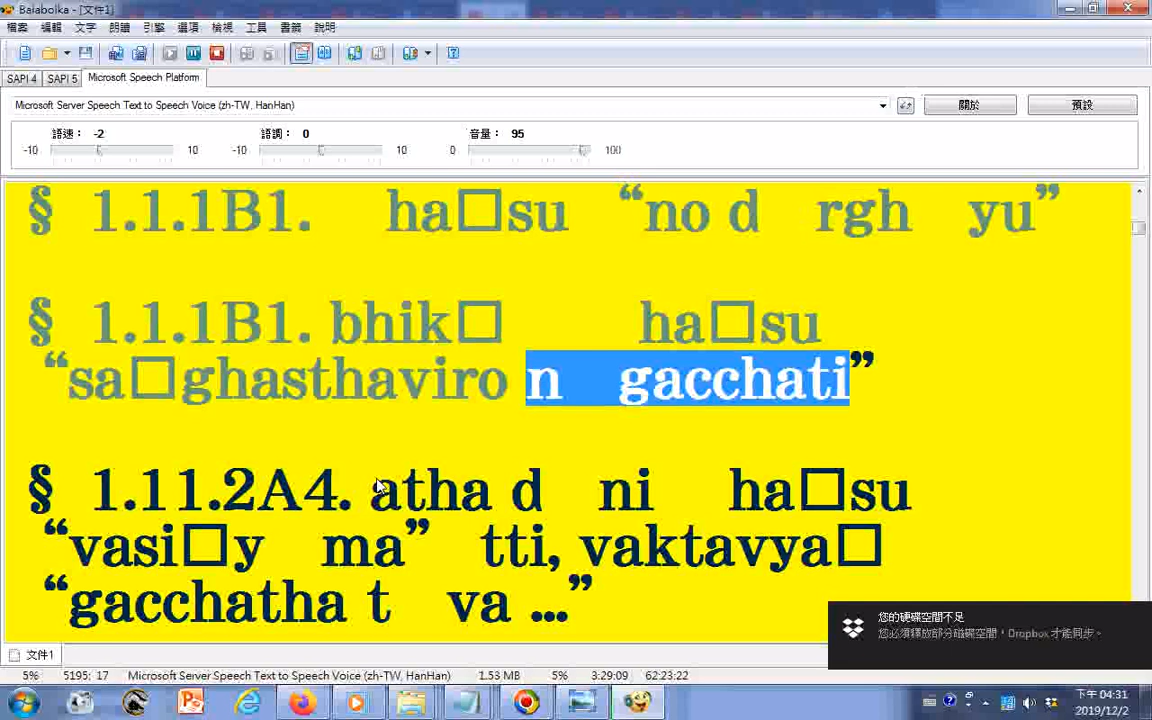 Balabolka - [文件1]
檔案 編輯 文字 朗讀 引擎 選項 檢視 工具 書籤 說明
SAPI 4 SAPI 5 Microsoft Speech Platform
Microsoft Server Speech Text to Speech Voice (zh-TW, HanHan) 關於 預設
語速： -2 語調： 0 音量： 95
-10 10 -10 10 0 100
§ 1.1.1B1. ha□su “no d rgh yu”
§ 1.1.1B1. bhik□ ha□su
“sa□ghasthaviro n gacchati”
§ 1.11.2A4. atha d ni ha□su
“vasi□y ma” tti, vaktavya□
“gacchatha t va ...”
您的硬碟空間不足
您必須釋放部分磁碟空間，Dropbox 才能同步。
文件1
5% 5195: 17 Microsoft Server Speech Text to Speech Voice (zh-TW, HanHan) 1.53 MB 5% 3:29:09 62:23:22
下午 04:31
2019/12/2